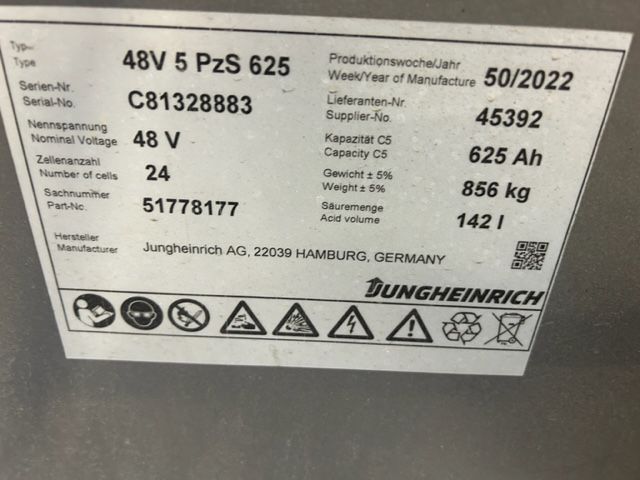 Typ
Type 48V 5 PzS 625
Serien-Nr.
Serial-No. C81328883
Nennspannung
Nominal Voltage 48 V
Zellenanzahl
Number of cells 24
Sachnummer
Part-No. 51778177
Produktionswoche/Jahr
Week/Year of Manufacture 50/2022
Lieferanten-Nr.
Supplier-No. 45392
Kapazität C5
Capacity C5 625 Ah
Gewicht ± 5%
Weight ± 5% 856 kg
Säuremenge
Acid volume 142 l
Hersteller
Manufacturer Jungheinrich AG, 22039 HAMBURG, GERMANY
JUNGHEINRICH